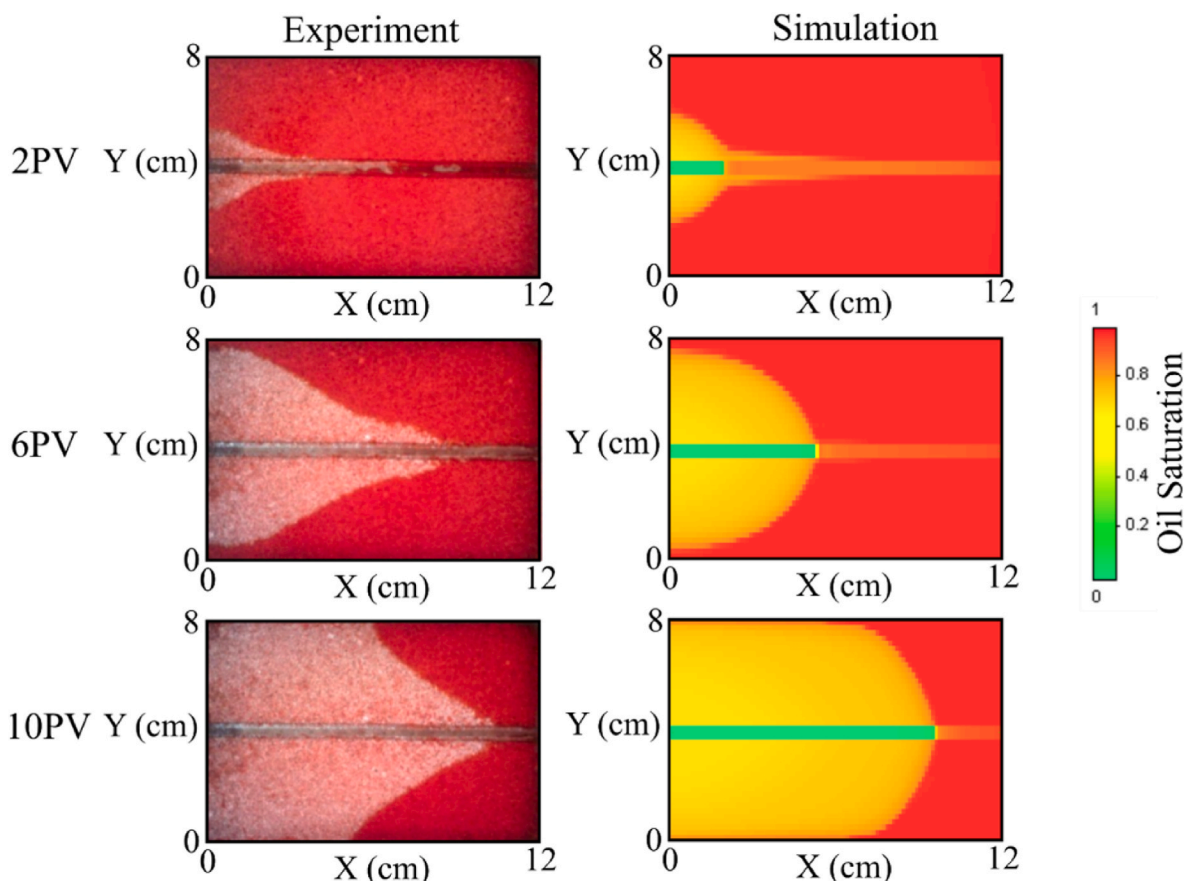 Experiment
Simulation
8
8
2PV
Y (cm)
Y (cm)
0
0
0
X (cm)
12
0
X (cm)
12
8
8
6PV
Y (cm)
Y (cm)
0
0
0
X (cm)
12
0
X (cm)
12
8
8
10PV
Y (cm)
Y (cm)
0
0
0
X (cm)
12
0
X (cm)
12
1
0.8
0.6
0.4
0.2
0
Oil Saturation